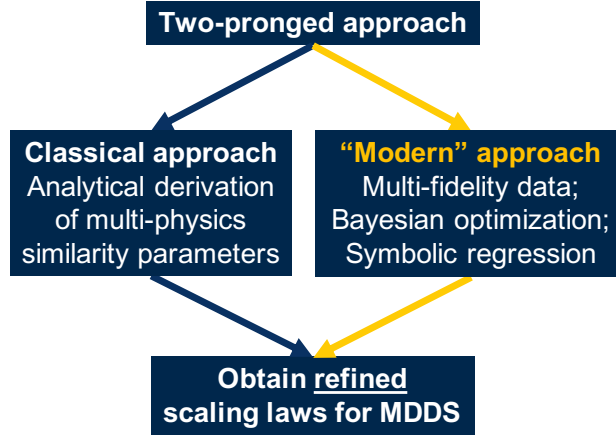 Two-pronged approach
Classical approach
Analytical derivation
of multi-physics
similarity parameters
“Modern” approach
Multi-fidelity data;
Bayesian optimization;
Symbolic regression
Obtain refined
scaling laws for MDDS